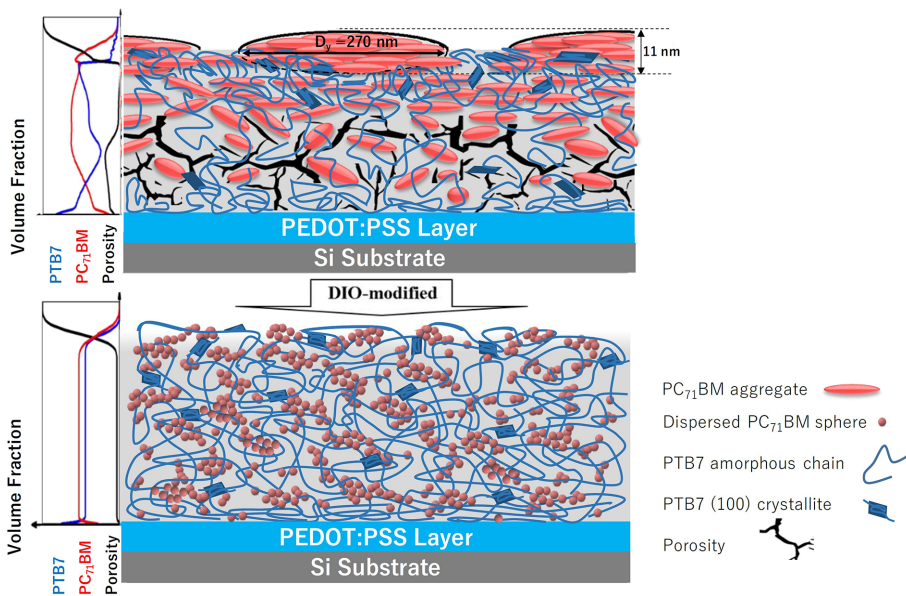 D_y =270 nm
11 nm
Volume Fraction
PTB7
PC₇₁BM
Porosity
PEDOT:PSS Layer
Si Substrate
DIO-modified
PC₇₁BM aggregate
Dispersed PC₇₁BM sphere
PTB7 amorphous chain
PTB7 (100) crystallite
Porosity
Volume Fraction
PTB7
PC₇₁BM
Porosity
PEDOT:PSS Layer
Si Substrate